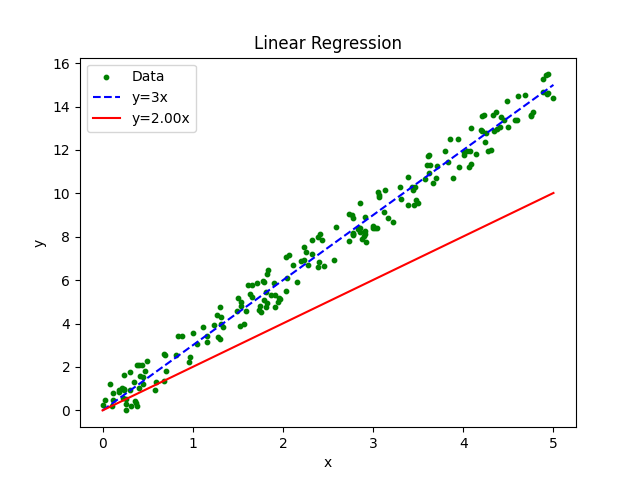 Linear Regression
Data
y=3x
y=2.00x
16
14
12
10
8
6
4
2
0
y
0 1 2 3 4 5
x